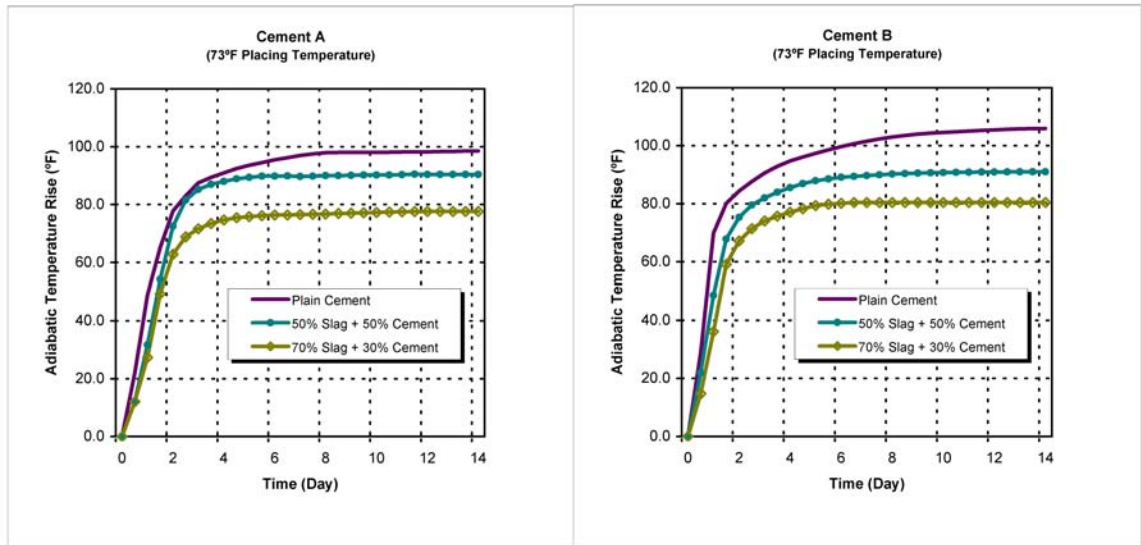 Cement A
(73ºF Placing Temperature)
Adiabatic Temperature Rise (ºF)
120.0
100.0
80.0
60.0
40.0
20.0
0.0
Plain Cement
50% Slag + 50% Cement
70% Slag + 30% Cement
0 2 4 6 8 10 12 14
Time (Day)
Cement B
(73ºF Placing Temperature)
Adiabatic Temperature Rise (ºF)
120.0
100.0
80.0
60.0
40.0
20.0
0.0
Plain Cement
50% Slag + 50% Cement
70% Slag + 30% Cement
0 2 4 6 8 10 12 14
Time (Day)